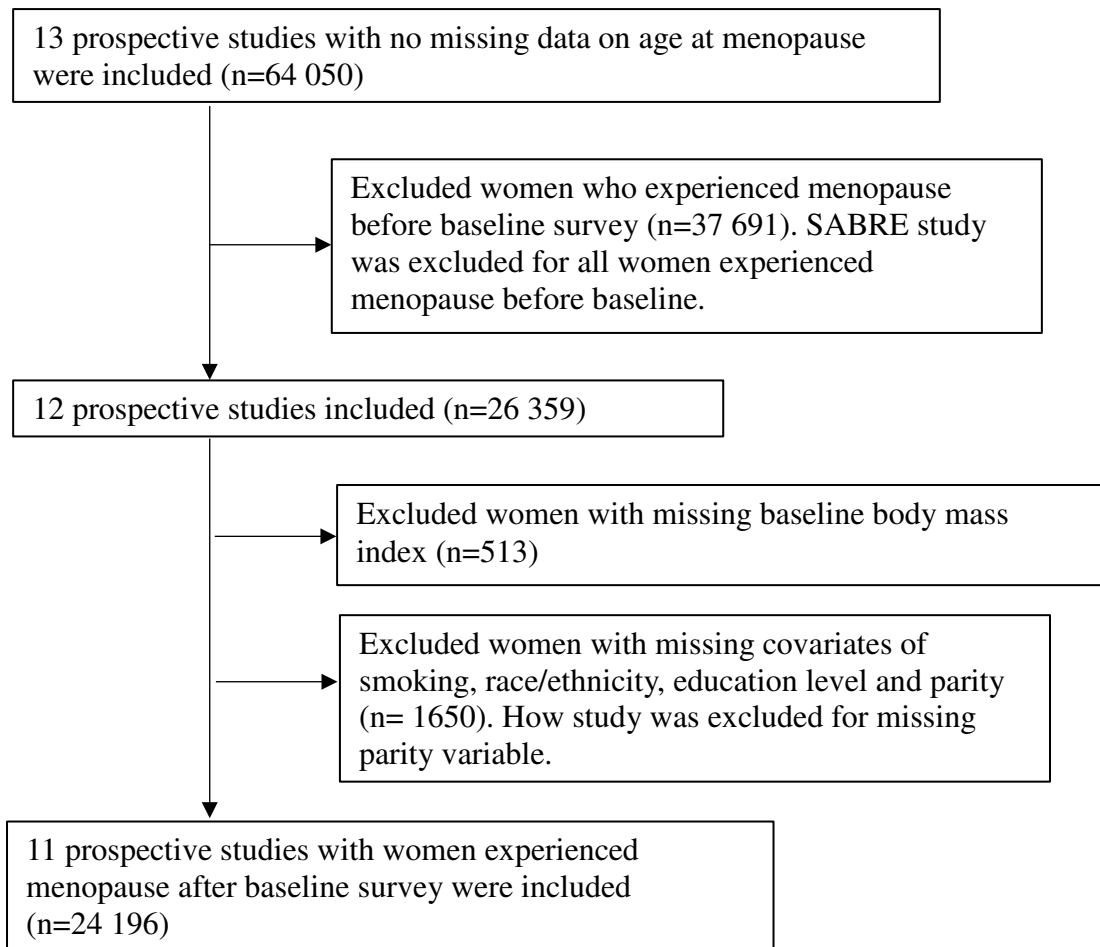 13 prospective studies with no missing data on age at menopause
were included (n=64 050)
Excluded women who experienced menopause
before baseline survey (n=37 691). SABRE study
was excluded for all women experienced
menopause before baseline.
12 prospective studies included (n=26 359)
Excluded women with missing baseline body mass
index (n=513)
Excluded women with missing covariates of
smoking, race/ethnicity, education level and parity
(n= 1650). How study was excluded for missing
parity variable.
11 prospective studies with women experienced
menopause after baseline survey were included
(n=24 196)